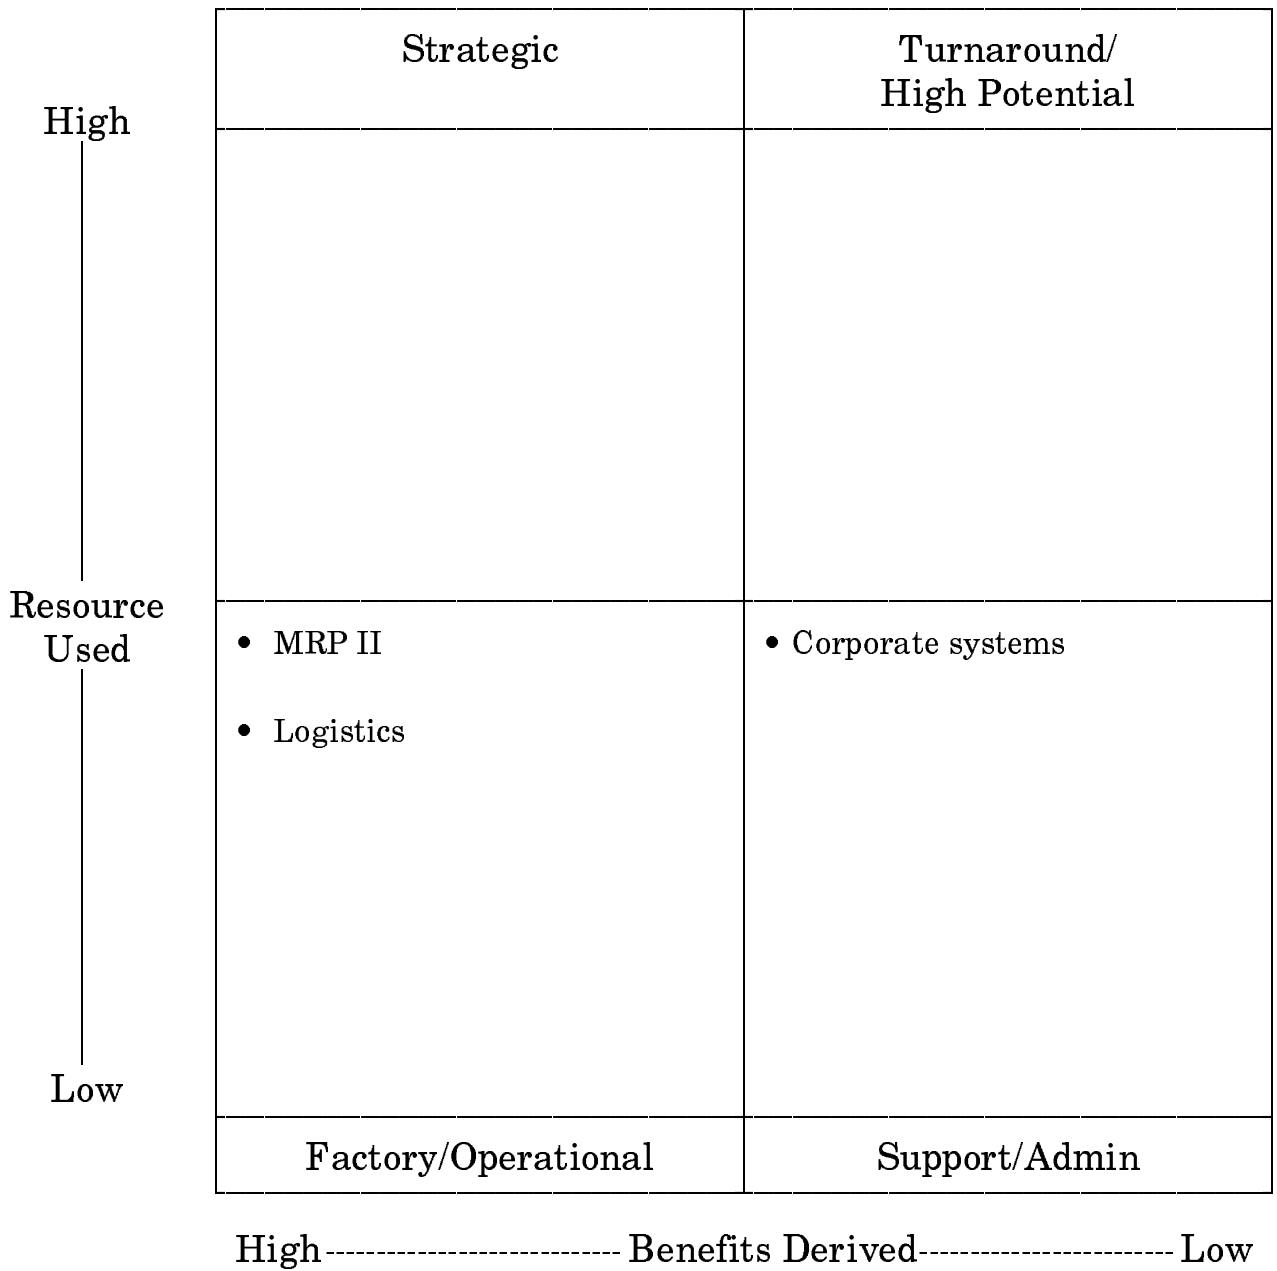 Strategic
Turnaround/
High Potential
High
Resource
Used
• MRP II
• Corporate systems
• Logistics
Low
Factory/Operational
Support/Admin
High---------------------------- Benefits Derived------------------------ Low